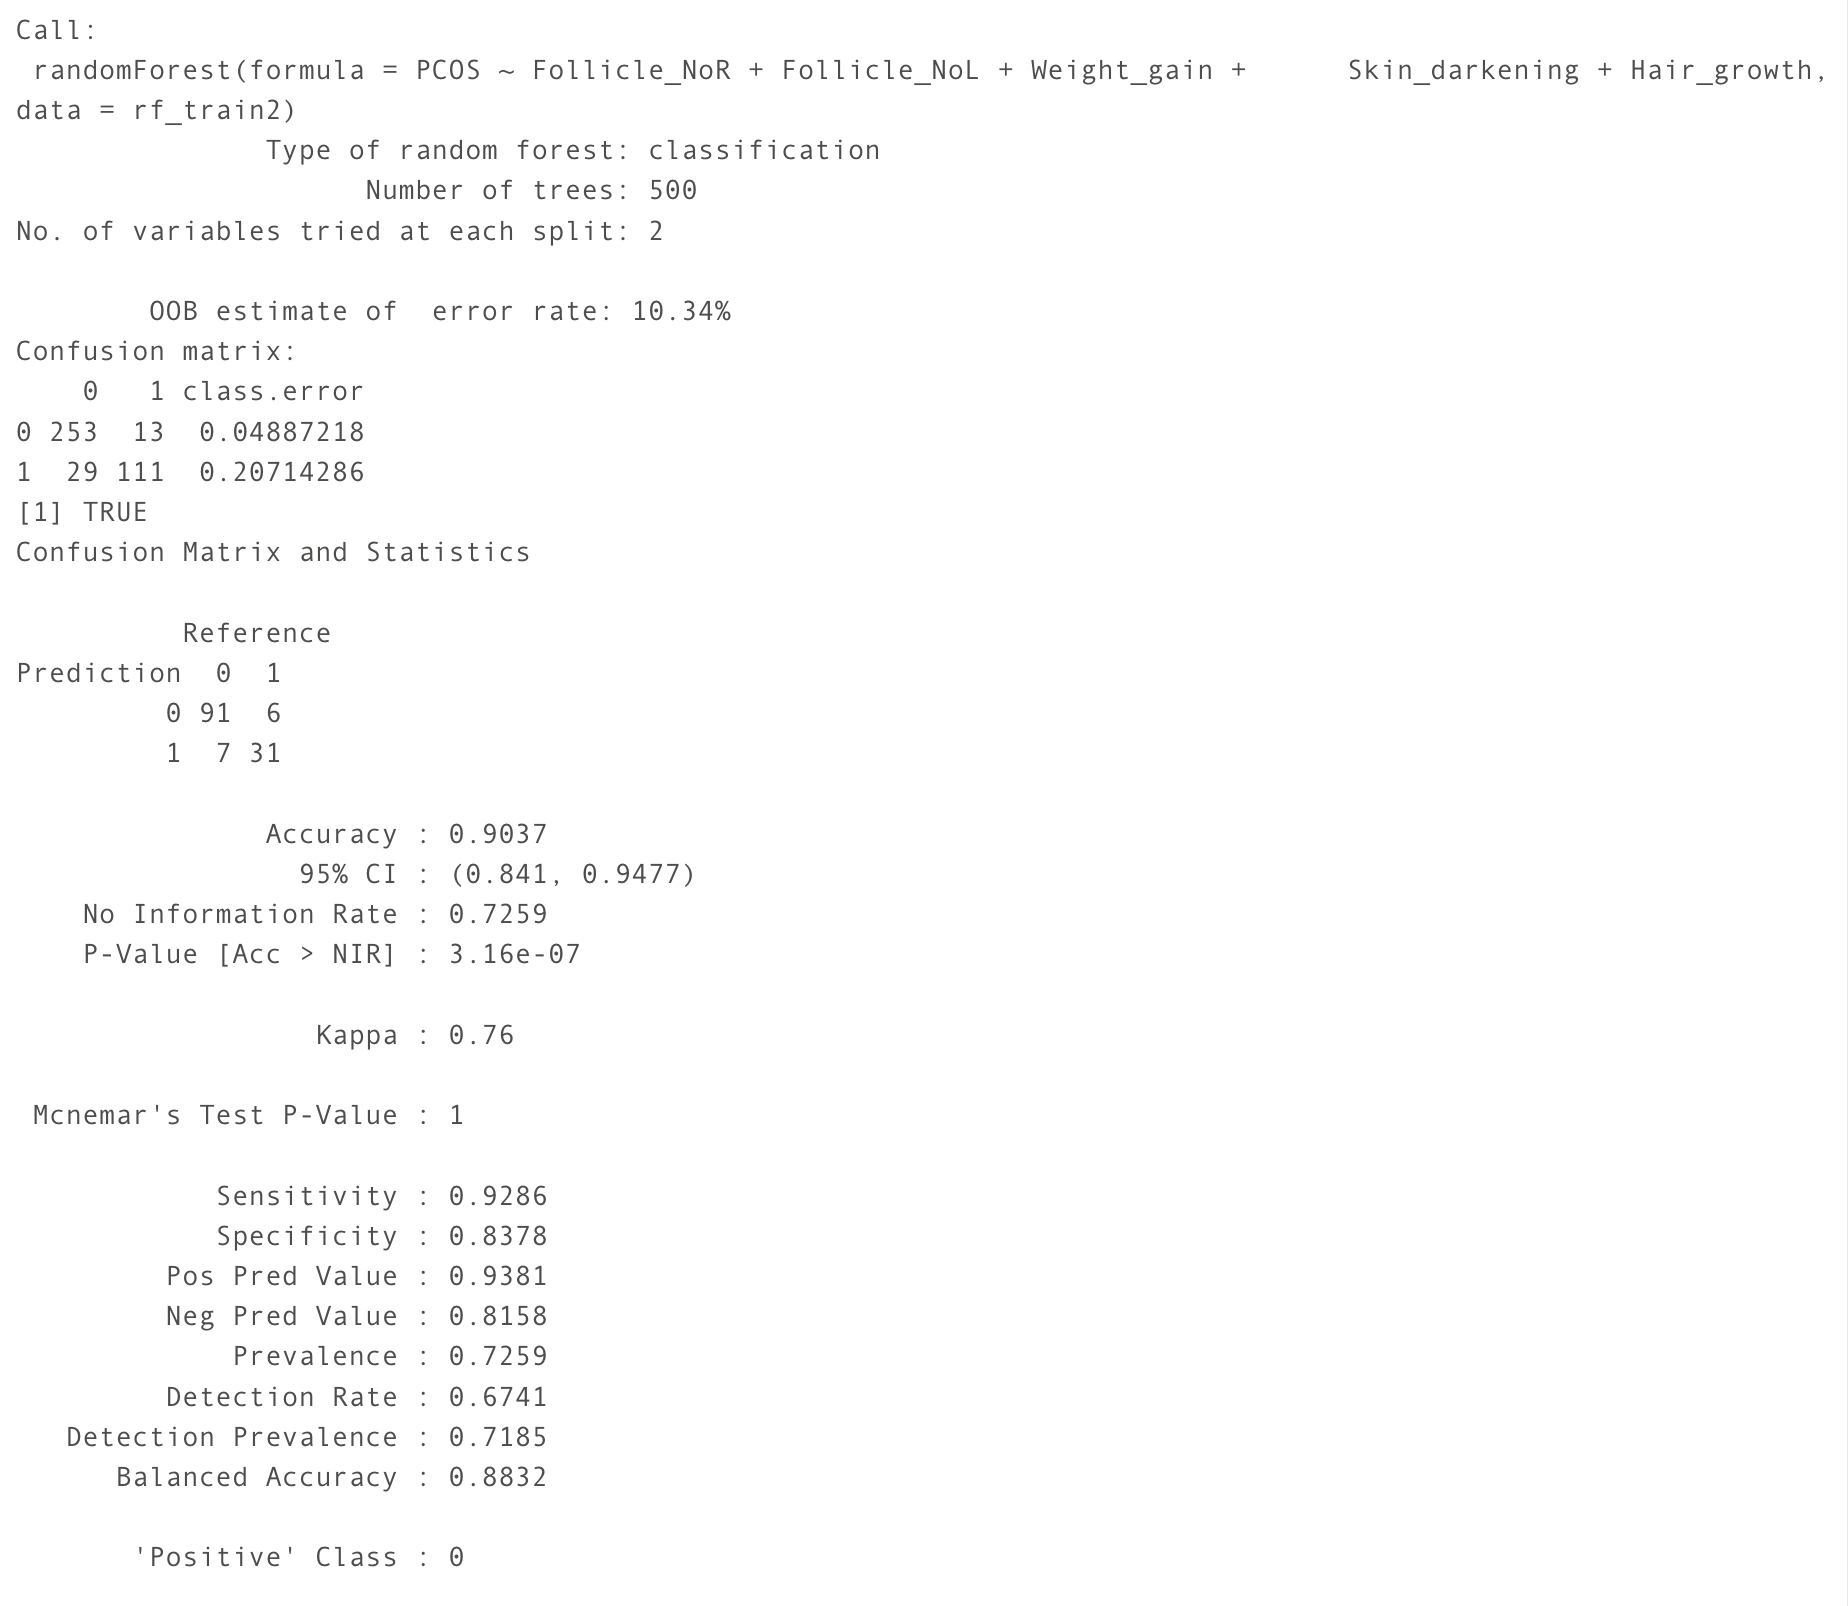 Call:
 randomForest(formula = PCOS ~ Follicle_NoR + Follicle_NoL + Weight_gain +      Skin_darkening + Hair_growth,
data = rf_train2)
               Type of random forest: classification
                     Number of trees: 500
No. of variables tried at each split: 2

        OOB estimate of  error rate: 10.34%
Confusion matrix:
    0   1 class.error
0 253  13  0.04887218
1  29 111  0.20714286
[1] TRUE
Confusion Matrix and Statistics

          Reference
Prediction  0  1
         0 91  6
         1  7 31

               Accuracy : 0.9037
                 95% CI : (0.841, 0.9477)
    No Information Rate : 0.7259
    P-Value [Acc > NIR] : 3.16e-07

                  Kappa : 0.76

 Mcnemar's Test P-Value : 1

            Sensitivity : 0.9286
            Specificity : 0.8378
         Pos Pred Value : 0.9381
         Neg Pred Value : 0.8158
             Prevalence : 0.7259
         Detection Rate : 0.6741
   Detection Prevalence : 0.7185
      Balanced Accuracy : 0.8832

       'Positive' Class : 0